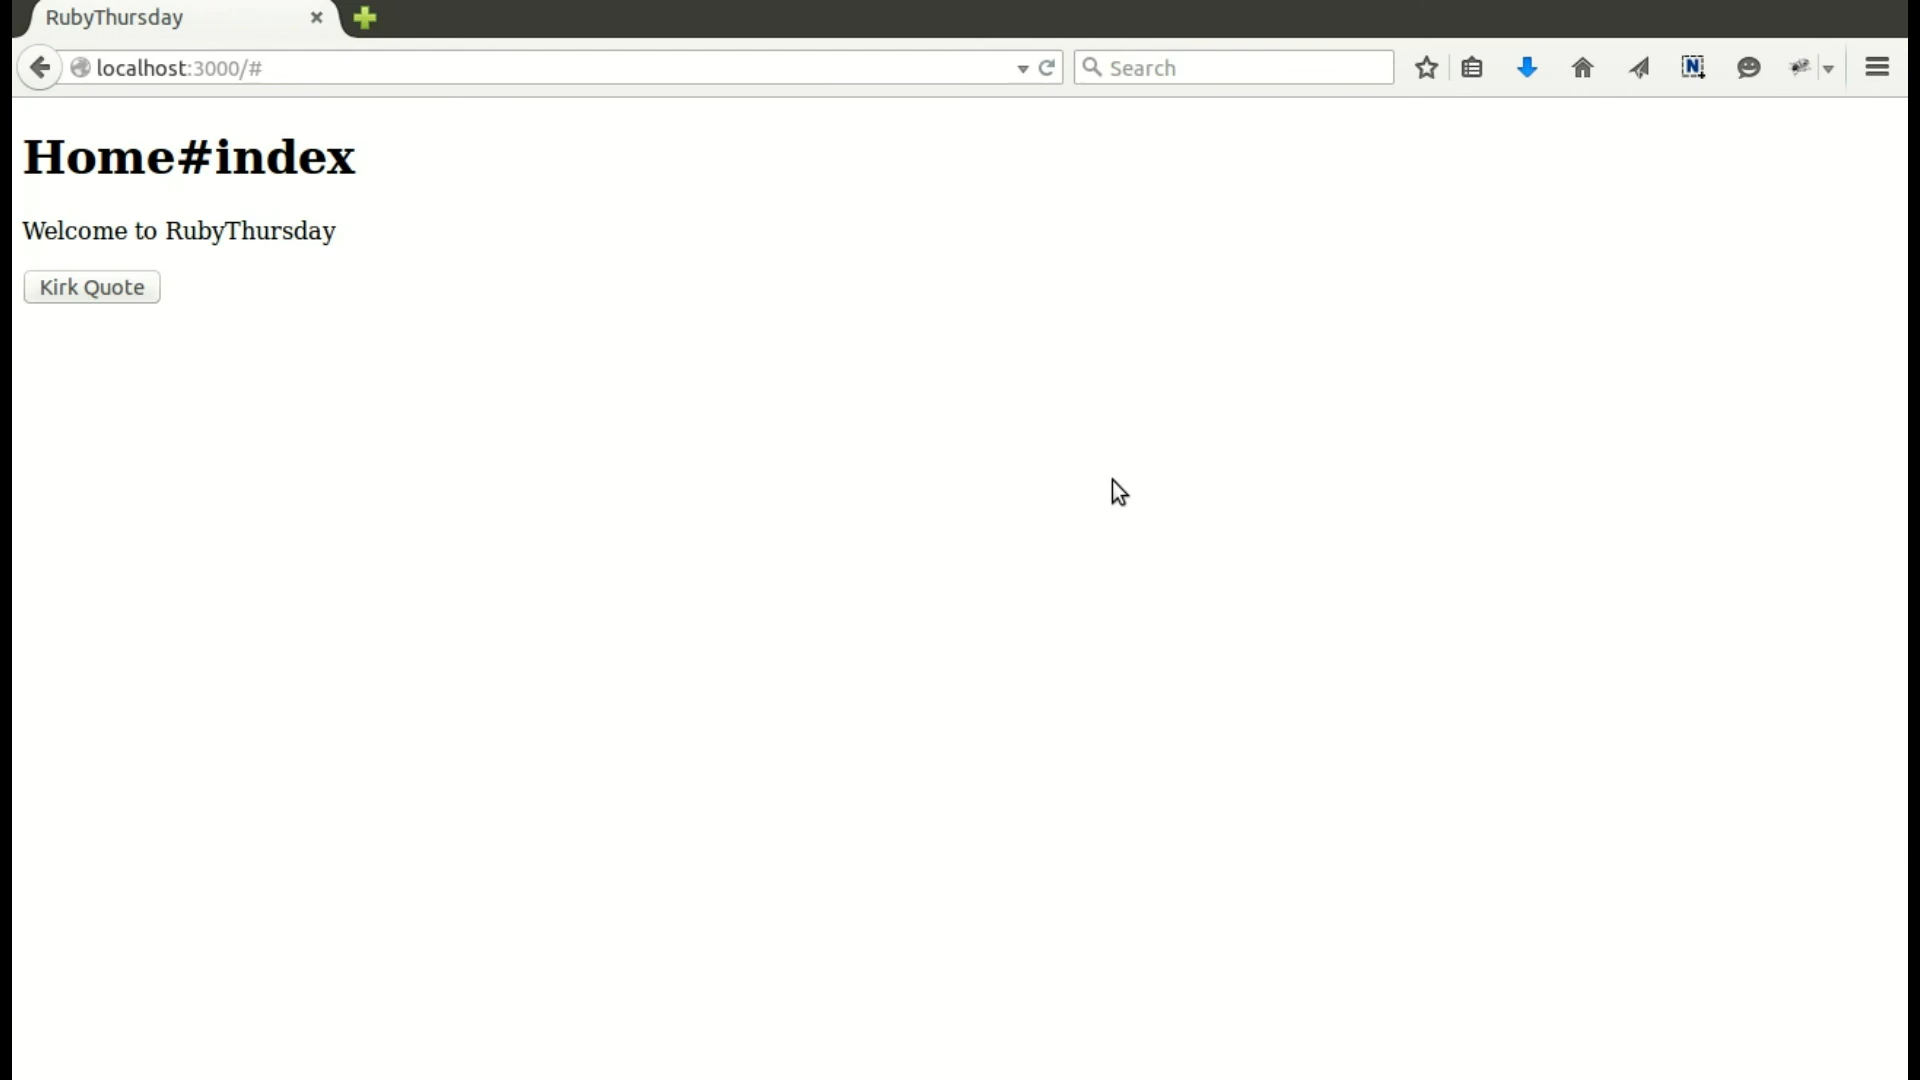 RubyThursday
localhost:3000/#
Search
N
Home#index
Welcome to RubyThursday
Kirk Quote